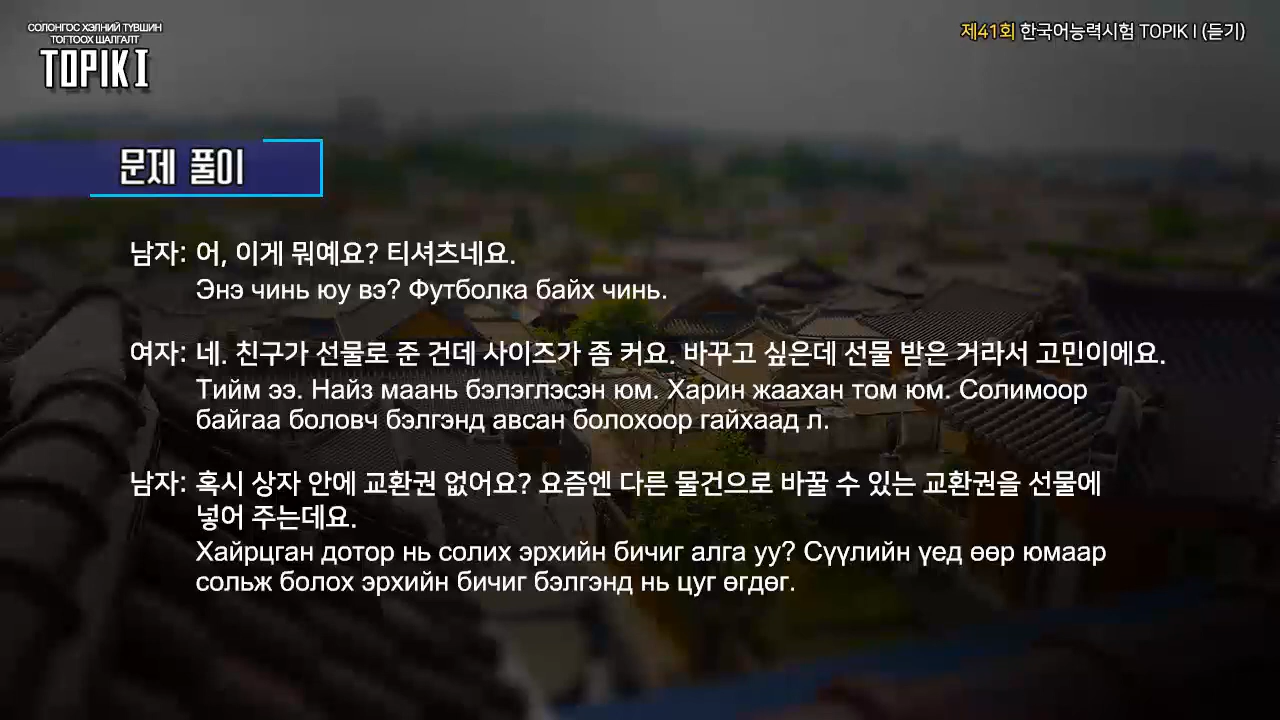 СОЛОНГОС ХЭЛНИЙ ТҮВШИН
ТОГТООХ ШАЛГАЛТ
TOPIK I
제41회 한국어능력시험 TOPIK I (듣기)
문제 풀이
남자: 어, 이게 뭐예요? 티셔츠네요.
Энэ чинь юу вэ? Футболка байх чинь.
여자: 네. 친구가 선물로 준 건데 사이즈가 좀 커요. 바꾸고 싶은데 선물 받은 거라서 고민이에요.
Тийм ээ. Найз маань бэлэглэсэн юм. Харин жаахан том юм. Солимоор
байгаа боловч бэлгэнд авсан болохоор гайхаад л.
남자: 혹시 상자 안에 교환권 없어요? 요즘엔 다른 물건으로 바꿀 수 있는 교환권을 선물에
넣어 주는데요.
Хайрцган дотор нь солих эрхийн бичиг алга уу? Сүүлийн үед өөр юмаар
сольж болох эрхийн бичиг бэлгэнд нь цуг өгдөг.